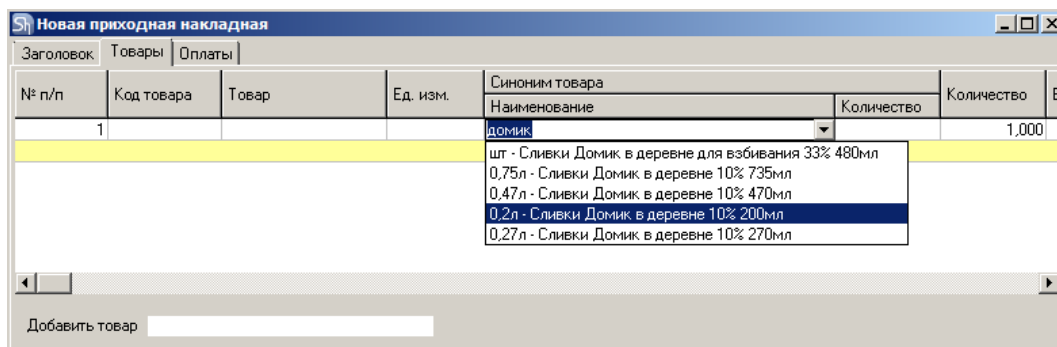 Sh Новая приходная накладная
Заголовок Товары Оплаты
№ п/п Код товара Товар Ед. изм. Синоним товара Количество Е
Наименование Количество
1 домик 1,000
шт - Сливки Домик в деревне для взбивания 33% 480мл
0,75л - Сливки Домик в деревне 10% 735мл
0,47л - Сливки Домик в деревне 10% 470мл
0,2л - Сливки Домик в деревне 10% 200мл
0,27л - Сливки Домик в деревне 10% 270мл
Добавить товар